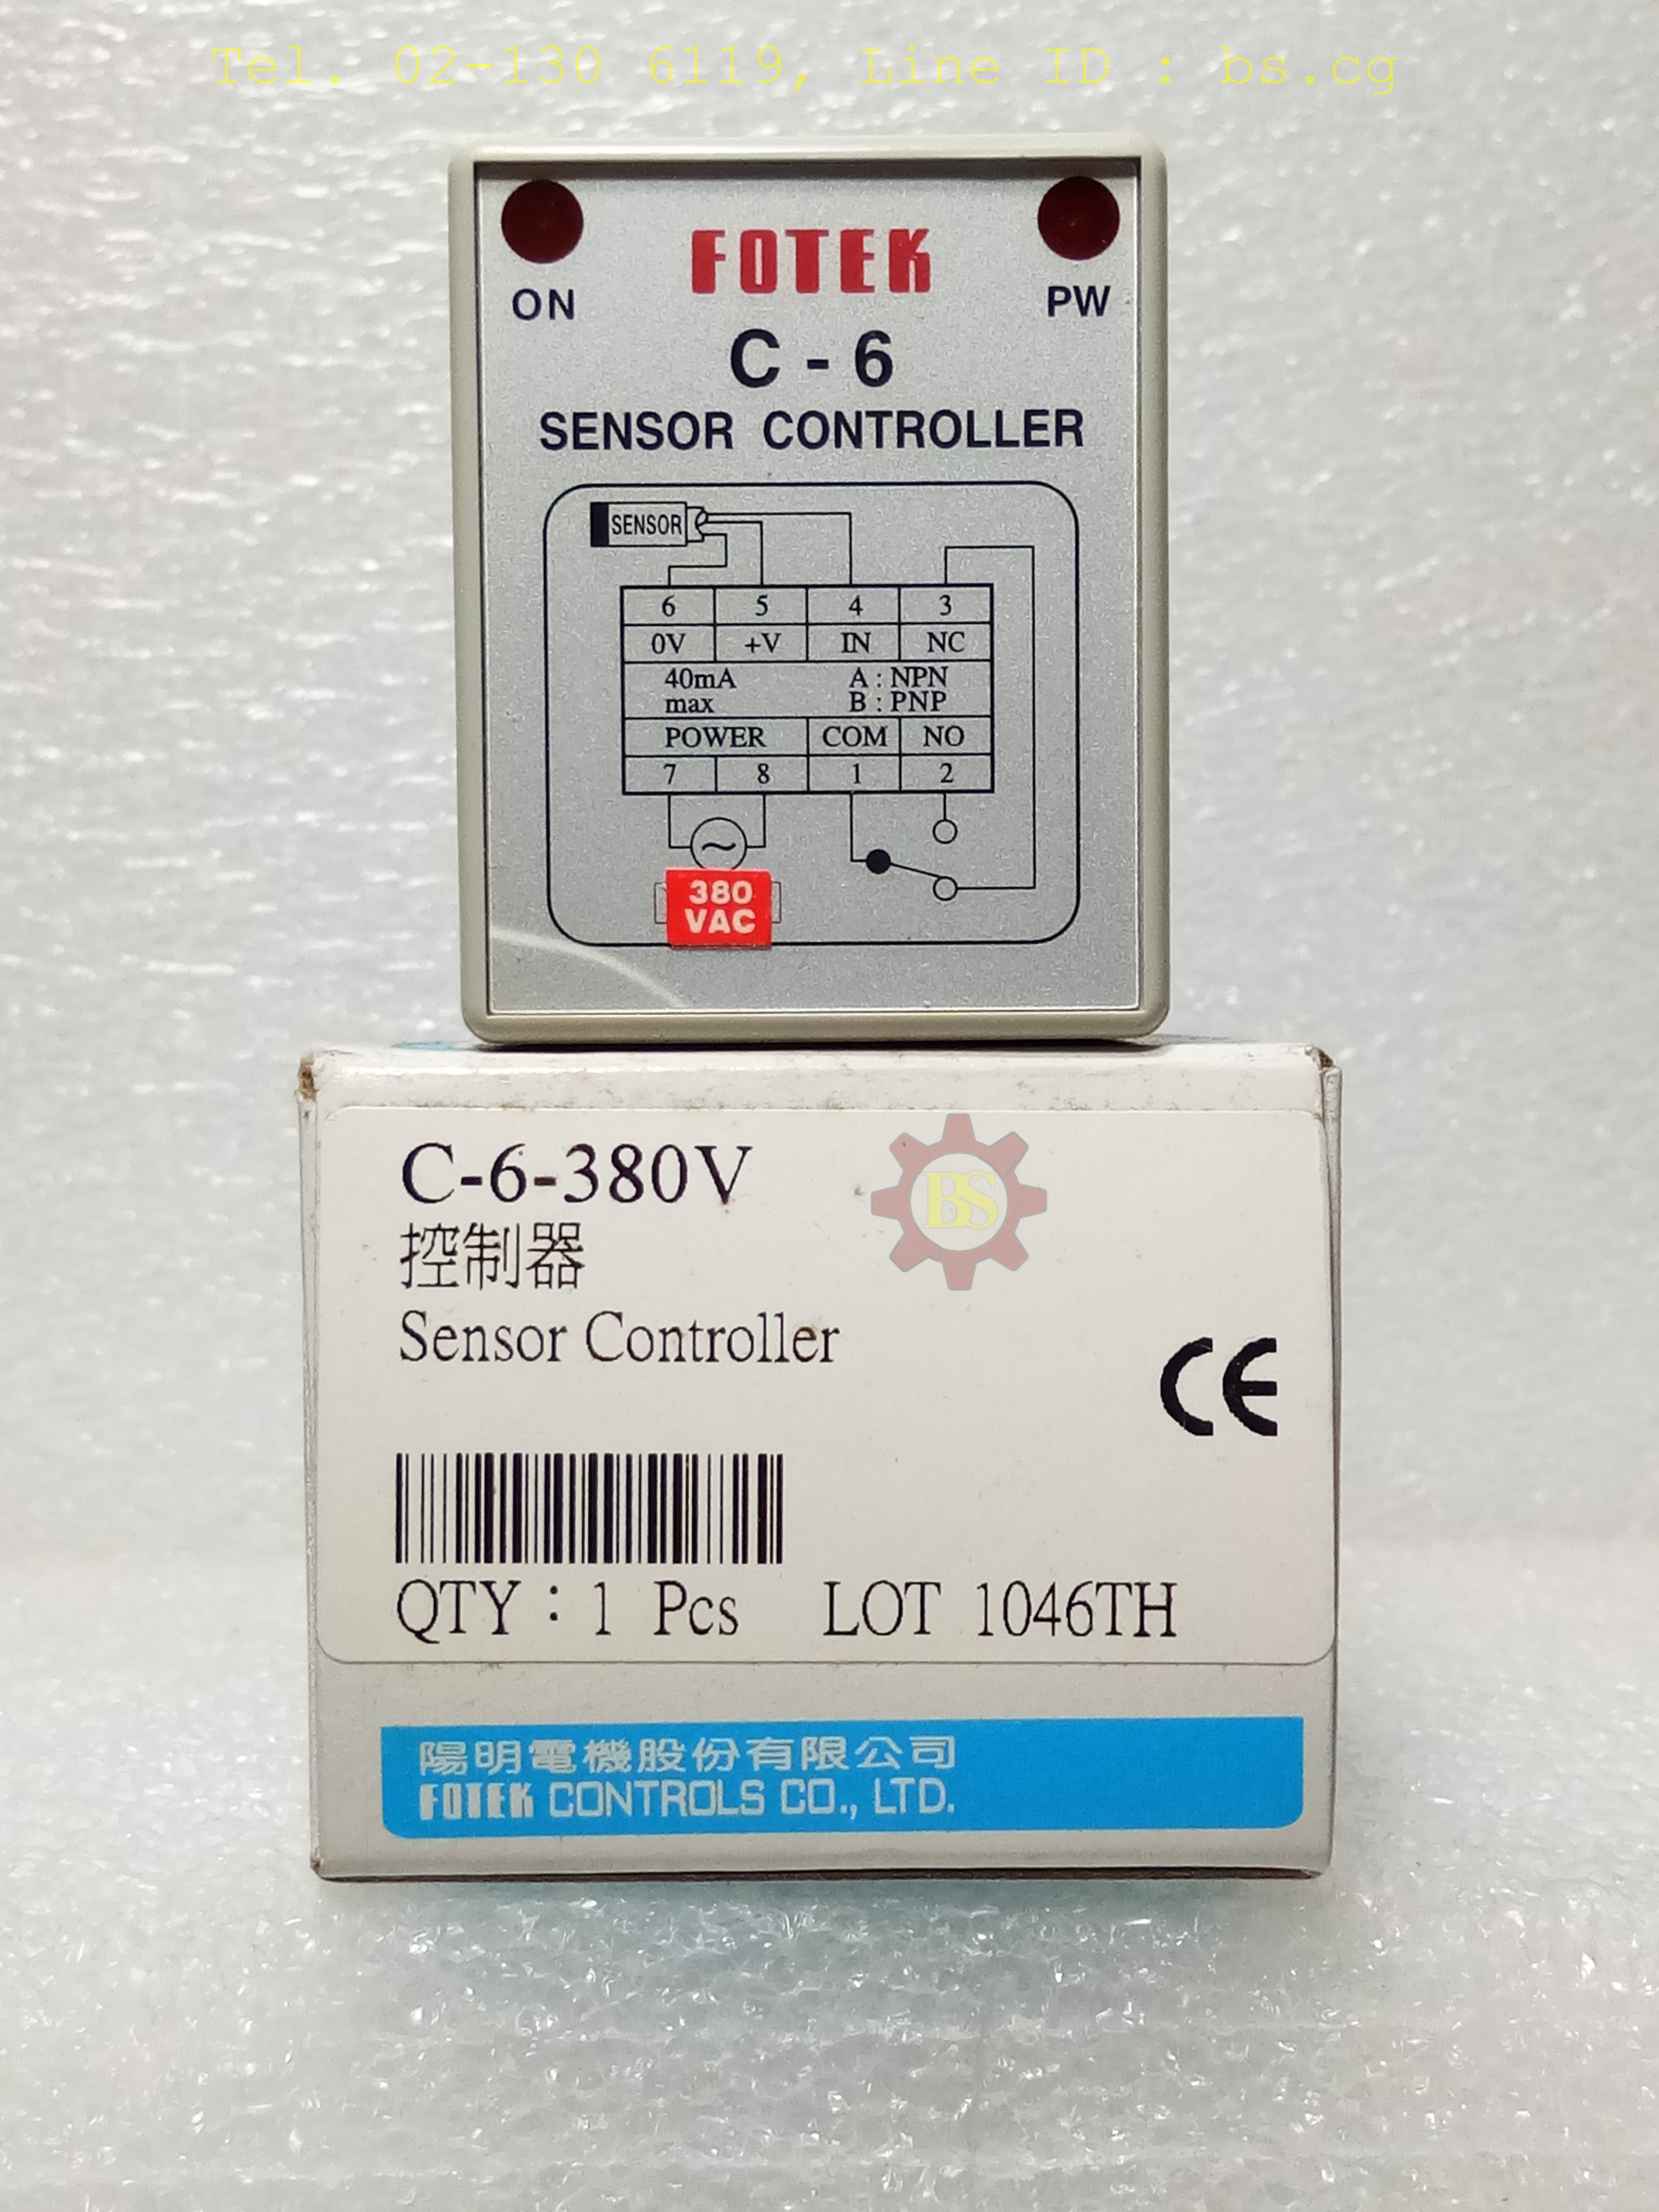 Tel. 02-130 6119, Line ID : bs.cg
FOTEK
ON PW
C - 6
SENSOR CONTROLLER
SENSOR
6 5 4 3
0V +V IN NC
40mA A : NPN
max B : PNP
POWER COM NO
7 8 1 2
~
380
VAC
C-6-380V
BS
控制器
Sensor Controller
CE
QTY : 1 Pcs LOT 1046TH
陽明電機股份有限公司
FOTEK CONTROLS CO., LTD.